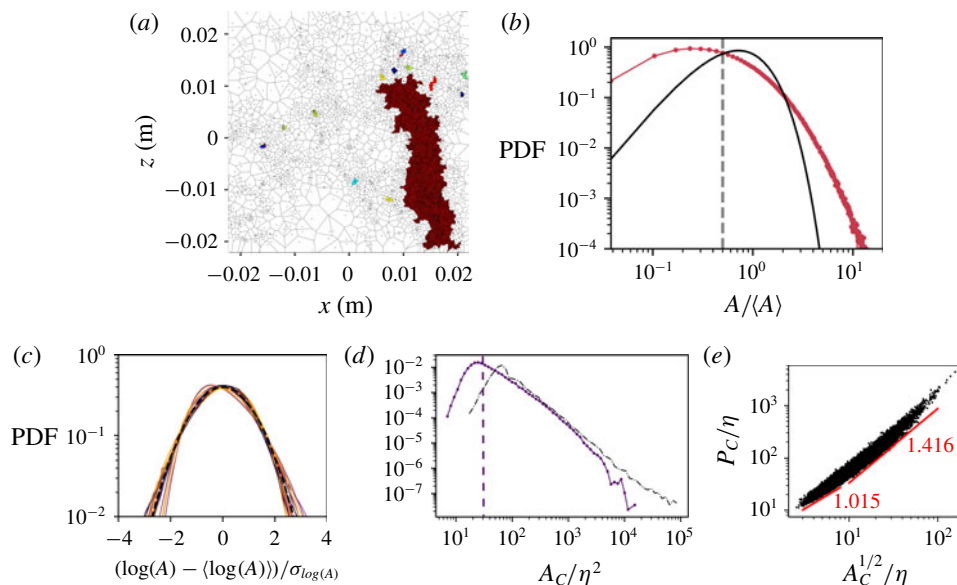 (a)
0.02
0.01
0
−0.01
−0.02
z (m)
−0.02 −0.01 0 0.01 0.02
x (m)
(b)
10^1
10^0
10^−1
10^−2
10^−3
10^−4
PDF
10^−1 10^0 10^1
A/⟨A⟩
(c)
10^0
10^−1
10^−2
PDF
−4 −2 0 2 4
(log(A) − ⟨log(A)⟩)/σ_log(A)
(d)
10^−2
10^−2
10^−3
10^−4
10^−5
10^−6
10^−7
10^1 10^2 10^3 10^4 10^5
A_C/η^2
(e)
10^3
10^2
10^1
P_C/η
1.416
1.015
10 10^2
A_C^1/2/η